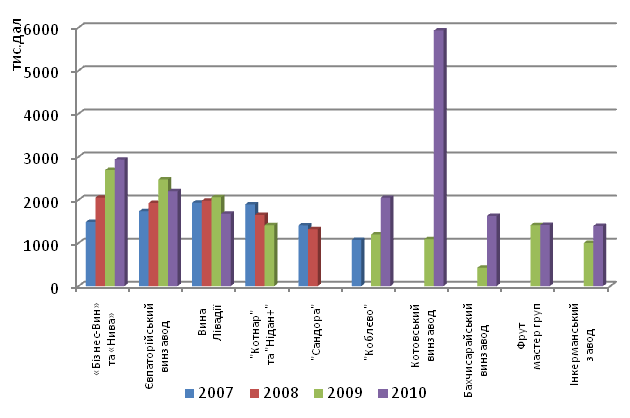 тис.дал
6000
5000
4000
3000
2000
1000
0
«Бізнес-Вин»
та «Нива»
Євпаторійський
винзавод
Вина
Лівадії
"Котнар"
та "Нідан+"
"Сандора"
"Коблево"
Котовський
винзавод
Бахчисарайський
винзавод
Фрут
мастер груп
Інкерманський
завод
2007 2008 2009 2010